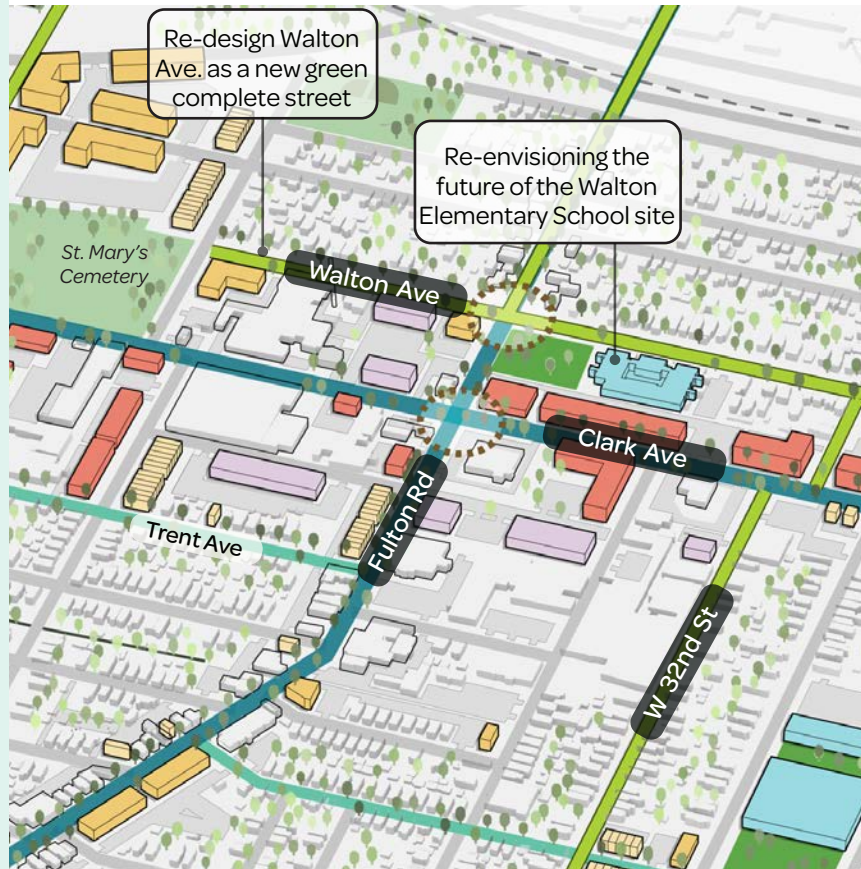 Re-design Walton
Ave. as a new green
complete street
Re-envisioning the
future of the Walton
Elementary School site
St. Mary's
Cemetery
Walton Ave
Clark Ave
Fulton Rd
Trent Ave
W 32nd St